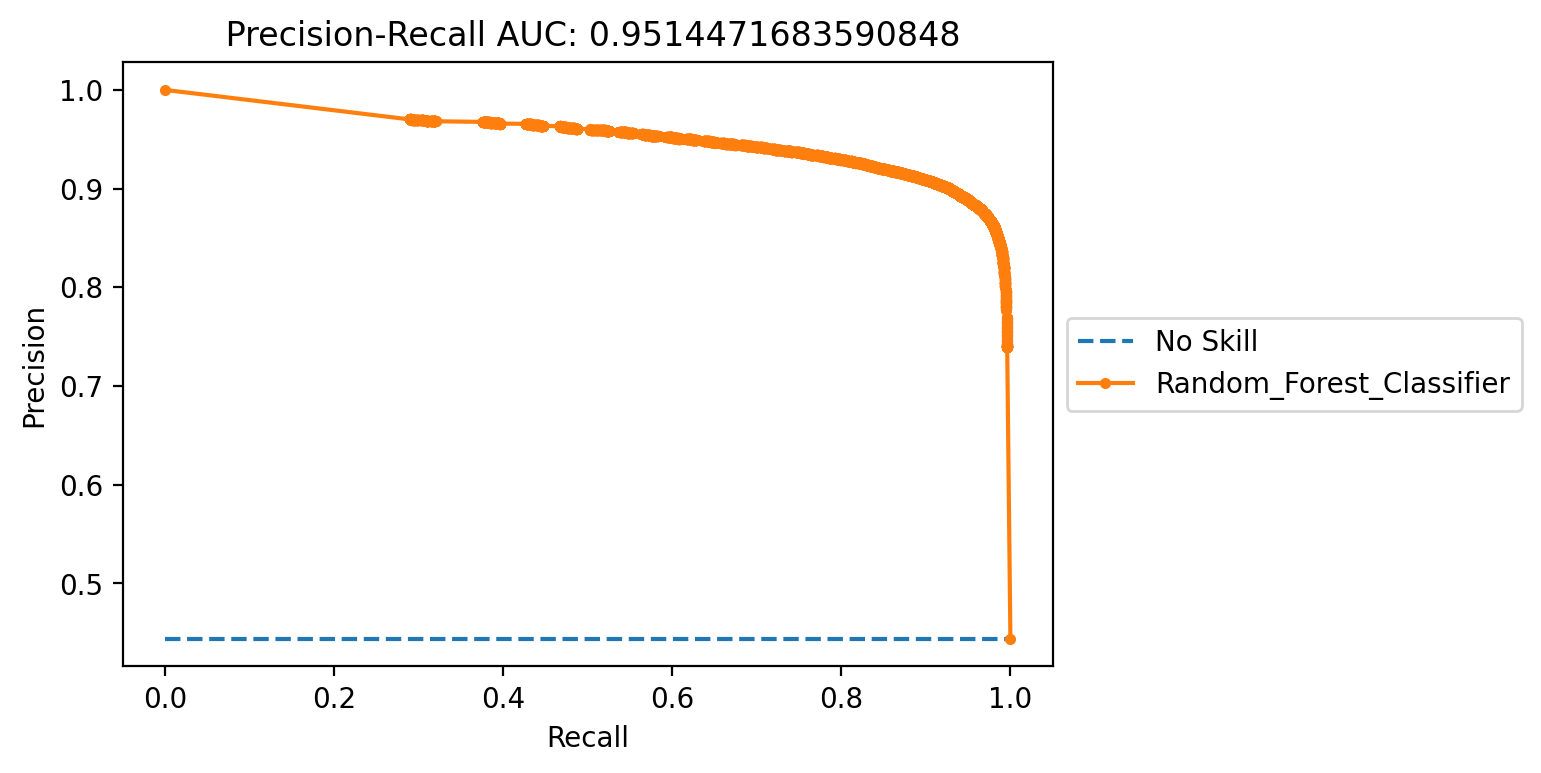 Precision-Recall AUC: 0.9514471683590848
1.0
0.9
0.8
0.7
0.6
0.5
Precision
0.0 0.2 0.4 0.6 0.8 1.0
Recall
No Skill
Random_Forest_Classifier